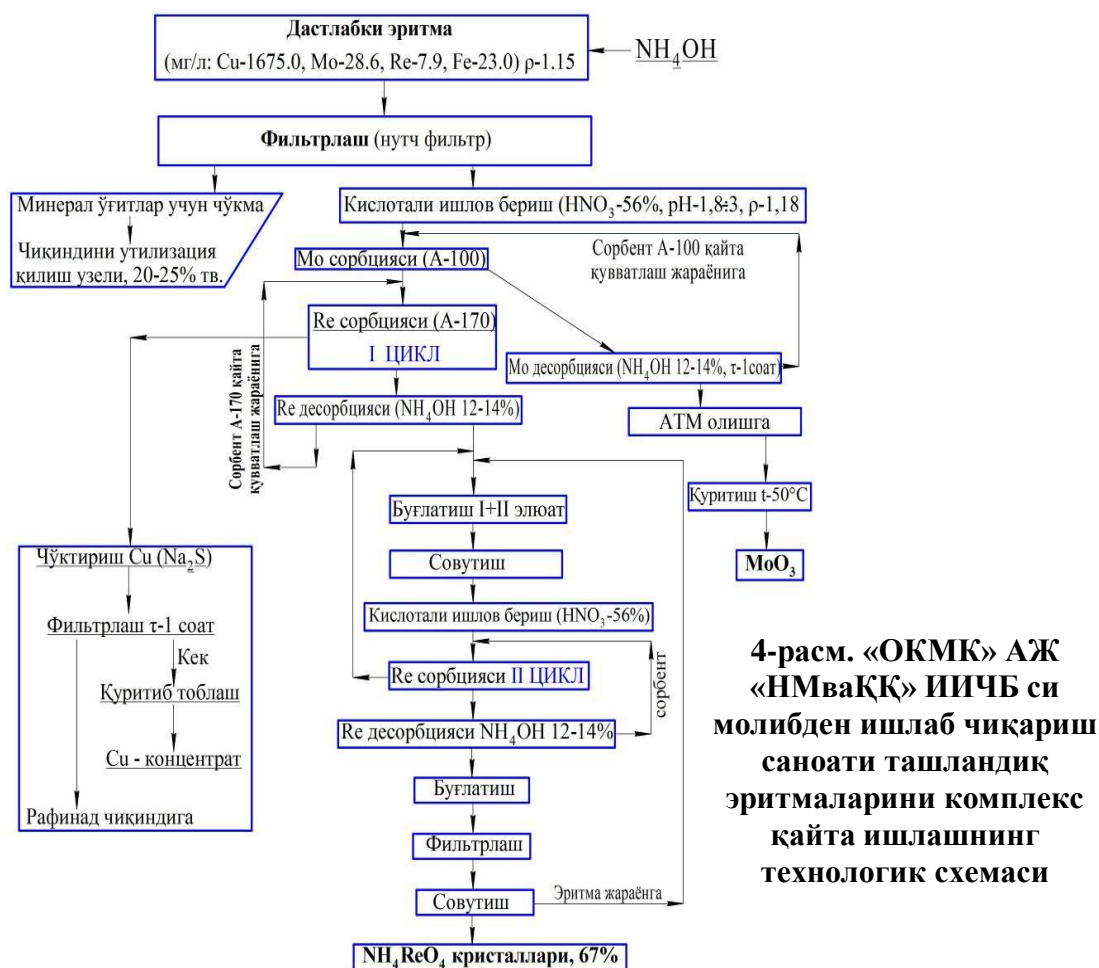 Дастлабки эритма
(мг/л: Cu-1675.0, Mo-28.6, Re-7.9, Fe-23.0) ρ-1.15
NH₄OH
Фильтрлаш (нутч фильтр)
Минерал ўғитлар учун чўкма
Чиқиндини утилизация
қилиш узели, 20-25% тв.
Кислотали ишлов бериш (HNO₃-56%, pH-1,8÷3, ρ-1,18
Мо сорбцияси (А-100)
Сорбент А-100 қайта
қувватлаш жараёнига
Re сорбцияси (А-170)
I ЦИКЛ
Мо десорбцияси (NH₄OH 12-14%, τ-1соат)
Сорбент А-170 қайта
қувватлаш жараёнига
Re десорбцияси (NH₄OH 12-14%)
АТМ олишга
Қуритиш t-50°C
MoO₃
Буғлатиш I+II элюат
Совутиш
Кислотали ишлов бериш (HNO₃-56%)
Re сорбцияси II ЦИКЛ
сорбент
Re десорбцияси NH₄OH 12-14%
Буғлатиш
Фильтрлаш
Совутиш
Эритма жараёнга
NH₄ReO₄ кристаллари, 67%
Чўктириш Cu (Na₂S)
Фильтрлаш τ-1 соат
Кек
Қуритиб тоблаш
Cu - концентрат
Рафинад чиқиндига
4-расм. «ОКМК» АЖ
«НМваҚҚ» ИИЧБ си
молибден ишлаб чиқариш
саноати ташландиқ
эритмаларини комплекс
қайта ишлашнинг
технологик схемаси